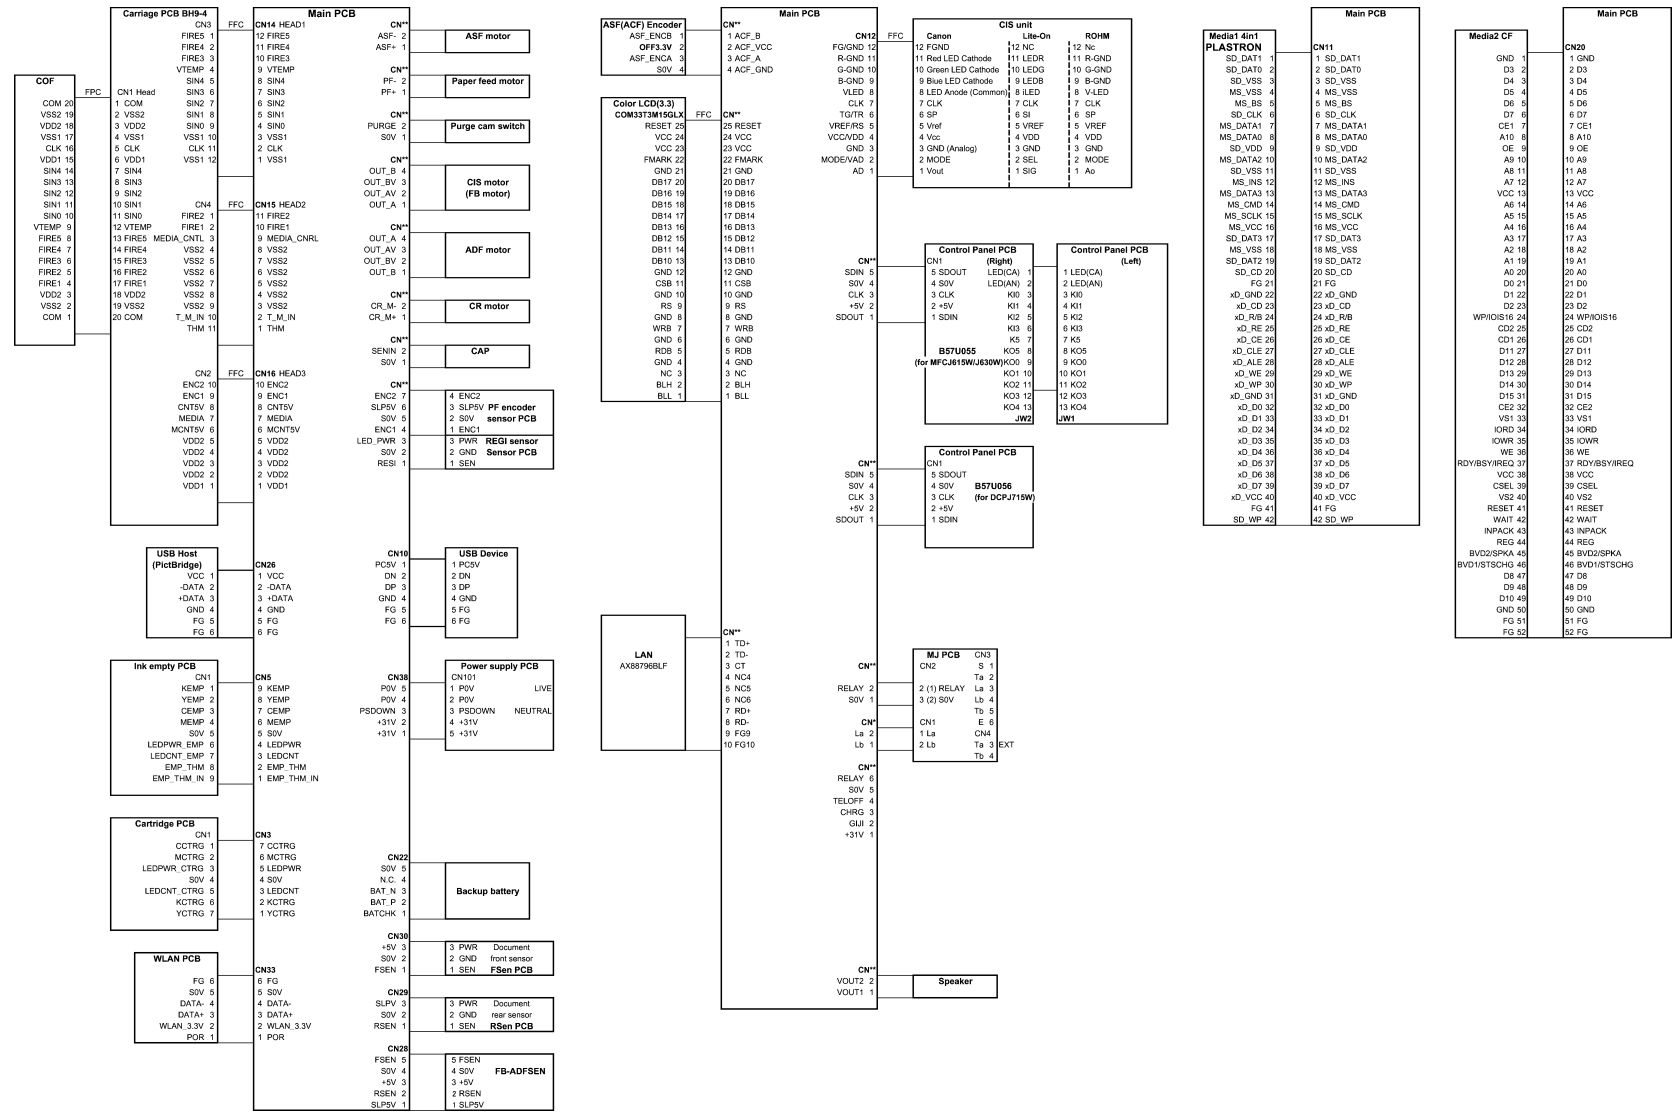 Carriage PCB BH9-4
CN3
FIRE5 1
FIRE4 2
FIRE3 3
VTEMP 4
SIN4 5
SIN3 6
SIN2 7
SIN1 8
SIN0 9
VSS1 10
CLK 11
VSS1 12
COF
COM 20
VSS2 19
VDD2 18
VSS1 17
CLK 16
VDD1 15
SIN4 14
SIN3 13
SIN2 12
SIN1 11
SIN0 10
VTEMP 9
FIRE5 8
FIRE4 7
FIRE3 6
FIRE2 5
FIRE1 4
VDD2 3
VSS2 2
COM 1
FPC
CN1 Head
1 COM
2 VSS2
3 VDD2
4 VSS1
5 CLK
6 VDD1
7 SIN4
8 SIN3
9 SIN2
10 SIN1
11 SIN0
12 VTEMP
13 FIRE5
14 FIRE4
15 FIRE3
16 FIRE2
17 FIRE1
18 VDD2
19 VSS2
20 COM
CN4
FIRE2 1
FIRE1 2
MEDIA_CNTL 3
VSS2 4
VSS2 5
VSS2 6
VSS2 7
VSS2 8
VSS2 9
T_M_IN 10
THM 11
CN2
ENC2 10
ENC1 9
CNT5V 8
MEDIA 7
MCNT5V 6
VDD2 5
VDD2 4
VDD2 3
VDD2 2
VDD1 1
FFC
FFC
FFC
Main PCB
CN14 HEAD1
12 FIRE5
11 FIRE4
10 FIRE3
9 VTEMP
8 SIN4
7 SIN3
6 SIN2
5 SIN1
4 SIN0
3 VSS1
2 CLK
1 VSS1
CN15 HEAD2
11 FIRE2
10 FIRE1
9 MEDIA_CNRL
8 VSS2
7 VSS2
6 VSS2
5 VSS2
4 VSS2
3 VSS2
2 T_M_IN
1 THM
CN16 HEAD3
10 ENC2
9 ENC1
8 CNT5V
7 MEDIA
6 MCNT5V
5 VDD2
4 VDD2
3 VDD2
2 VDD2
1 VDD1
USB Host
(PictBridge)
VCC 1
-DATA 2
+DATA 3
GND 4
FG 5
FG 6
CN26
1 VCC
2 -DATA
3 +DATA
4 GND
5 FG
6 FG
Ink empty PCB
CN1
KEMP 1
YEMP 2
CEMP 3
MEMP 4
S0V 5
LEDPWR_EMP 6
LEDCNT_EMP 7
EMP_THM 8
EMP_THM_IN 9
CN5
9 KEMP
8 YEMP
7 CEMP
6 MEMP
5 S0V
4 LEDPWR
3 LEDCNT
2 EMP_THM
1 EMP_THM_IN
Cartridge PCB
CN1
CCTRG 1
MCTRG 2
LEDPWR_CTRG 3
S0V 4
LEDCNT_CTRG 5
KCTRG 6
YCTRG 7
CN3
7 CCTRG
6 MCTRG
5 LEDPWR
4 S0V
3 LEDCNT
2 KCTRG
1 YCTRG
WLAN PCB
FG 6
S0V 5
DATA- 4
DATA+ 3
WLAN_3.3V 2
POR 1
CN33
6 FG
5 S0V
4 DATA-
3 DATA+
2 WLAN_3.3V
1 POR
CN**
ASF- 2
ASF+ 1
ASF motor
CN**
PF- 2
PF+ 1
Paper feed motor
PURGE 2
S0V 1
Purge cam switch
CN**
OUT_B 4
OUT_BV 3
OUT_AV 2
OUT_A 1
CIS motor
(FB motor)
CN**
OUT_A 4
OUT_AV 3
OUT_BV 2
OUT_B 1
ADF motor
CN**
CR_M- 2
CR_M+ 1
CR motor
CN**
SENIN 2
S0V 1
CAP
CN**
ENC2 7
SLP5V 6
S0V 5
ENC1 4
LED_PWR 3
S0V 2
RESI 1
4 ENC2
3 SLP5V PF encoder
2 S0V sensor PCB
1 ENC1
3 PWR REGI sensor
2 GND Sensor PCB
1 SEN
CN10
PC5V 1
DN 2
DP 3
GND 4
FG 5
FG 6
USB Device
1 PC5V
2 DN
3 DP
4 GND
5 FG
6 FG
CN38
P0V 5
P0V 4
PSDOWN 3
+31V 2
+31V 1
Power supply PCB
CN101
1 P0V LIVE
2 P0V
3 PSDOWN NEUTRAL
4 +31V
5 +31V
CN22
S0V 5
N.C. 4
BAT_N 3
BAT_P 2
BATCHK 1
Backup battery
CN30
+5V 3
S0V 2
FSEN 1
3 PWR Document
2 GND front sensor
1 SEN FSen PCB
CN29
SLPV 3
S0V 2
RSEN 1
3 PWR Document
2 GND rear sensor
1 SEN RSen PCB
CN28
FSEN 5
S0V 4
+5V 3
RSEN 2
SLP5V 1
5 FSEN
4 S0V FB-ADFSEN
3 +5V
2 RSEN
1 SLP5V
ASF(ACF) Encoder
ASF_ENCB 1
OFF3.3V 2
ASF_ENCA 3
S0V 4
Main PCB
CN**
1 ACF_B
2 ACF_VCC
3 ACF_A
4 ACF_GND
Color LCD(3.3)
COM33T3M15GLX
RESET 25
VCC 24
VCC 23
FMARK 22
GND 21
DB17 20
DB16 19
DB15 18
DB14 17
DB13 16
DB12 15
DB11 14
DB10 13
GND 12
CSB 11
GND 10
RS 9
GND 8
WRB 7
GND 6
RDB 5
GND 4
NC 3
BLH 2
BLL 1
FFC
CN**
25 RESET
24 VCC
23 VCC
22 FMARK
21 GND
20 DB17
19 DB16
18 DB15
17 DB14
16 DB13
15 DB12
14 DB11
13 DB10
12 GND
11 CSB
10 GND
9 RS
8 GND
7 WRB
6 GND
5 RDB
4 GND
3 NC
2 BLH
1 BLL
LAN
AX88796BLF
CN**
1 TD+
2 TD-
3 CT
4 NC4
5 NC5
6 NC6
7 RD+
8 RD-
9 FG9
10 FG10
CN12
FG/GND 12
R-GND 11
G-GND 10
B-GND 9
VLED 8
CLK 7
TG/TR 6
VREF/RS 5
VCC/VDD 4
GND 3
MODE/VAD 2
AD 1
FFC
CIS unit
Canon
12 FGND
11 Red LED Cathode
10 Green LED Cathode
9 Biue LED Cathode
8 LED Anode (Common)
7 CLK
6 SP
5 Vref
4 Vcc
3 GND (Analog)
2 MODE
1 Vout
Lite-On
12 NC
11 LEDR
10 LEDG
9 LEDB
8 iLED
7 CLK
6 SI
5 VREF
4 VDD
3 GND
2 SEL
1 SIG
ROHM
12 Nc
11 R-GND
10 G-GND
9 B-GND
8 V-LED
7 CLK
6 SP
5 VREF
4 VDD
3 GND
2 MODE
1 Ao
CN**
SDIN 5
S0V 4
CLK 3
+5V 2
SDOUT 1
Control Panel PCB
CN1 (Right)
5 SDOUT
4 S0V
3 CLK
2 +5V
1 SDIN
LED(CA) 1
LED(AN) 2
KI0 3
KI1 4
KI2 5
KI3 6
K5 7
KO5 8
KO0 9
KO1 10
KO2 11
KO3 12
KO4 13
B57U055
(for MFCJ615W/J630W)
JW2
Control Panel PCB
(Left)
1 LED(CA)
2 LED(AN)
3 KI0
4 KI1
5 KI2
6 KI3
7 K5
8 KO5
9 KO0
10 KO1
11 KO2
12 KO3
13 KO4
JW1
CN**
SDIN 5
S0V 4
CLK 3
+5V 2
SDOUT 1
Control Panel PCB
CN1
5 SDOUT
4 S0V B57U056
3 CLK (for DCPJ715W)
2 +5V
1 SDIN
CN**
RELAY 2
S0V 1
CN*
La 2
Lb 1
MJ PCB CN3
CN2 S 1
Ta 2
2 (1) RELAY La 3
3 (2) S0V Lb 4
Tb 5
CN1 E 6
1 La CN4
2 Lb Ta 3 EXT
Tb 4
CN**
RELAY 6
S0V 5
TELOFF 4
CHRG 3
GIJI 2
+31V 1
CN**
VOUT2 2
VOUT1 1
Speaker
Media1 4in1
PLASTRON
SD_DAT1 1
SD_DAT0 2
SD_VSS 3
MS_VSS 4
MS_BS 5
SD_CLK 6
MS_DATA1 7
MS_DATA0 8
SD_VDD 9
MS_DATA2 10
SD_VSS 11
MS_INS 12
MS_DATA3 13
MS_CMD 14
MS_SCLK 15
MS_VCC 16
SD_DAT3 17
MS_VSS 18
SD_DAT2 19
SD_CD 20
FG 21
xD_GND 22
xD_CD 23
xD_R/B 24
xD_RE 25
xD_CE 26
xD_CLE 27
xD_ALE 28
xD_WE 29
xD_WP 30
xD_GND 31
xD_D0 32
xD_D1 33
xD_D2 34
xD_D3 35
xD_D4 36
xD_D5 37
xD_D6 38
xD_D7 39
xD_VCC 40
FG 41
SD_WP 42
Main PCB
CN11
1 SD_DAT1
2 SD_DAT0
3 SD_VSS
4 MS_VSS
5 MS_BS
6 SD_CLK
7 MS_DATA1
8 MS_DATA0
9 SD_VDD
10 MS_DATA2
11 SD_VSS
12 MS_INS
13 MS_DATA3
14 MS_CMD
15 MS_SCLK
16 MS_VCC
17 SD_DAT3
18 MS_VSS
19 SD_DAT2
20 SD_CD
21 FG
22 xD_GND
23 xD_CD
24 xD_R/B
25 xD_RE
26 xD_CE
27 xD_CLE
28 xD_ALE
29 xD_WE
30 xD_WP
31 xD_GND
32 xD_D0
33 xD_D1
34 xD_D2
35 xD_D3
36 xD_D4
37 xD_D5
38 xD_D6
39 xD_D7
40 xD_VCC
41 FG
42 SD_WP
Media2 CF
GND 1
D3 2
D4 3
D5 4
D6 5
D7 6
CE1 7
A10 8
OE 9
A9 10
A8 11
A7 12
VCC 13
A6 14
A5 15
A4 16
A3 17
A2 18
A1 19
A0 20
D0 21
D1 22
D2 23
WP/IOIS16 24
CD2 25
CD1 26
D11 27
D12 28
D13 29
D14 30
D15 31
CE2 32
VS1 33
IORD 34
IOWR 35
WE 36
RDY/BSY/IREQ 37
VCC 38
CSEL 39
VS2 40
RESET 41
WAIT 42
INPACK 43
REG 44
BVD2/SPKA 45
BVD1/STSCHG 46
D8 47
D9 48
D10 49
GND 50
FG 51
FG 52
Main PCB
CN20
1 GND
2 D3
3 D4
4 D5
5 D6
6 D7
7 CE1
8 A10
9 OE
10 A9
11 A8
12 A7
13 VCC
14 A6
15 A5
16 A4
17 A3
18 A2
19 A1
20 A0
21 D0
22 D1
23 D2
24 WP/IOIS16
25 CD2
26 CD1
27 D11
28 D12
29 D13
30 D14
31 D15
32 CE2
33 VS1
34 IORD
35 IOWR
36 WE
37 RDY/BSY/IREQ
38 VCC
39 CSEL
40 VS2
41 RESET
42 WAIT
43 INPACK
44 REG
45 BVD2/SPKA
46 BVD1/STSCHG
47 D8
48 D9
49 D10
50 GND
51 FG
52 FG